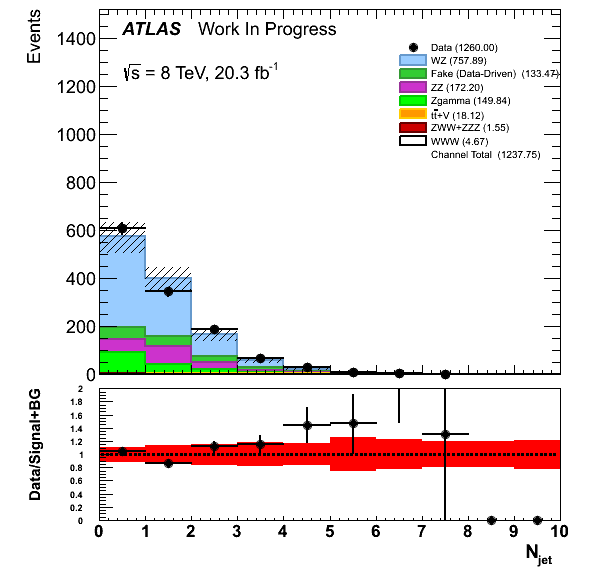 Events
1400
1200
1000
800
600
400
200
0
ATLAS Work In Progress
√s = 8 TeV, 20.3 fb⁻¹
Data (1260.00)
WZ (757.89)
Fake (Data-Driven) (133.47)
ZZ (172.20)
Zgamma (149.84)
tt̄+V (18.12)
ZWW+ZZZ (1.55)
WWW (4.67)
Channel Total (1237.75)
Data/Signal+BG
2
1.8
1.6
1.4
1.2
1
0.8
0.6
0.4
0.2
0
0 1 2 3 4 5 6 7 8 9 10
N_jet